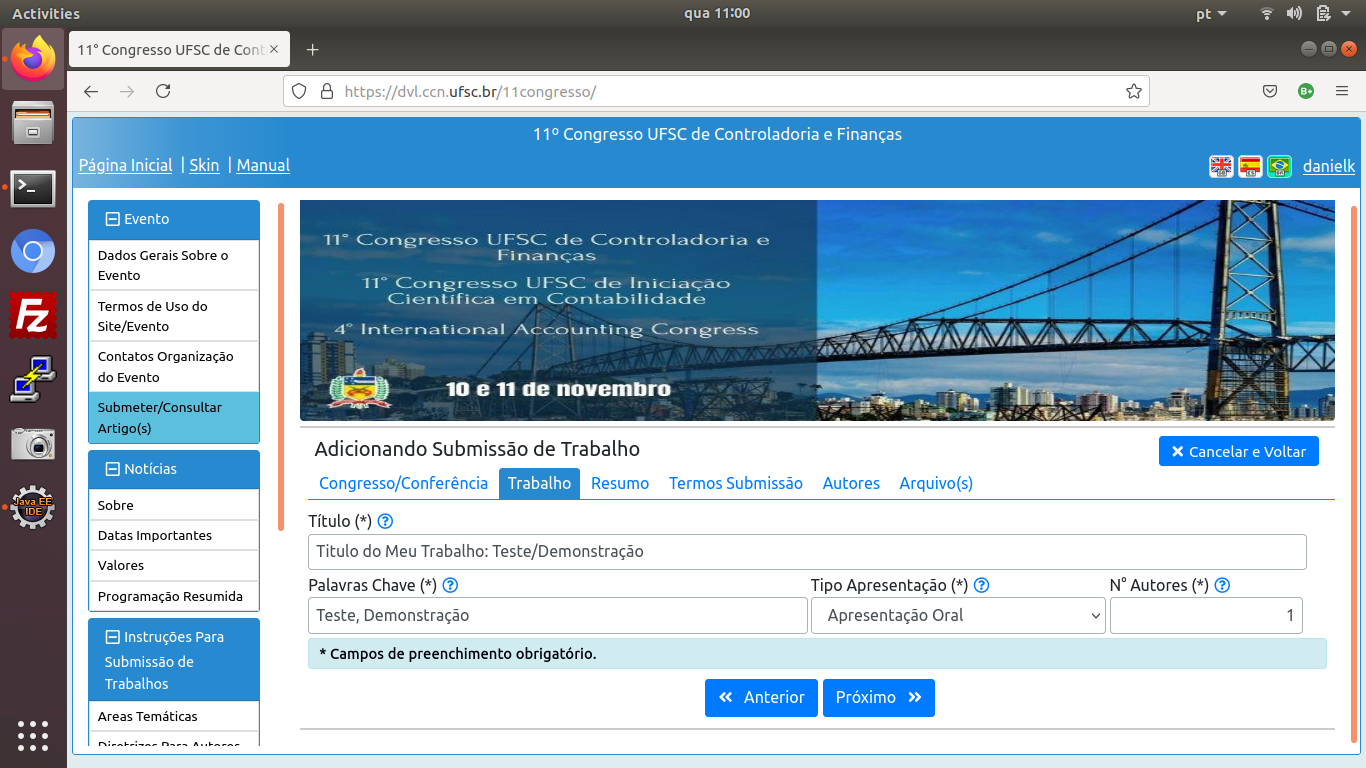 Activities
qua 11:00
pt
11° Congresso UFSC de Cont
https://dvl.ccn.ufsc.br/11congresso/
11º Congresso UFSC de Controladoria e Finanças
Página Inicial | Skin | Manual
danielk
Evento
Dados Gerais Sobre o
Evento
Termos de Uso do
Site/Evento
Contatos Organização
do Evento
Submeter/Consultar
Artigo(s)
Notícias
Sobre
Datas Importantes
Valores
Programação Resumida
Instruções Para
Submissão de
Trabalhos
Areas Temáticas
Diretrizes Para Autores
11° Congresso UFSC de Controladoria e
Finanças
11° Congresso UFSC de Iniciação
Científica em Contabilidade
4° International Accounting Congress
10 e 11 de novembro
Adicionando Submissão de Trabalho
Cancelar e Voltar
Congresso/Conferência Trabalho Resumo Termos Submissão Autores Arquivo(s)
Título (*)
Titulo do Meu Trabalho: Teste/Demonstração
Palavras Chave (*) Tipo Apresentação (*) N° Autores (*)
Teste, Demonstração Apresentação Oral 1
* Campos de preenchimento obrigatório.
Anterior Próximo
Java EE
IDE
FZ
B+